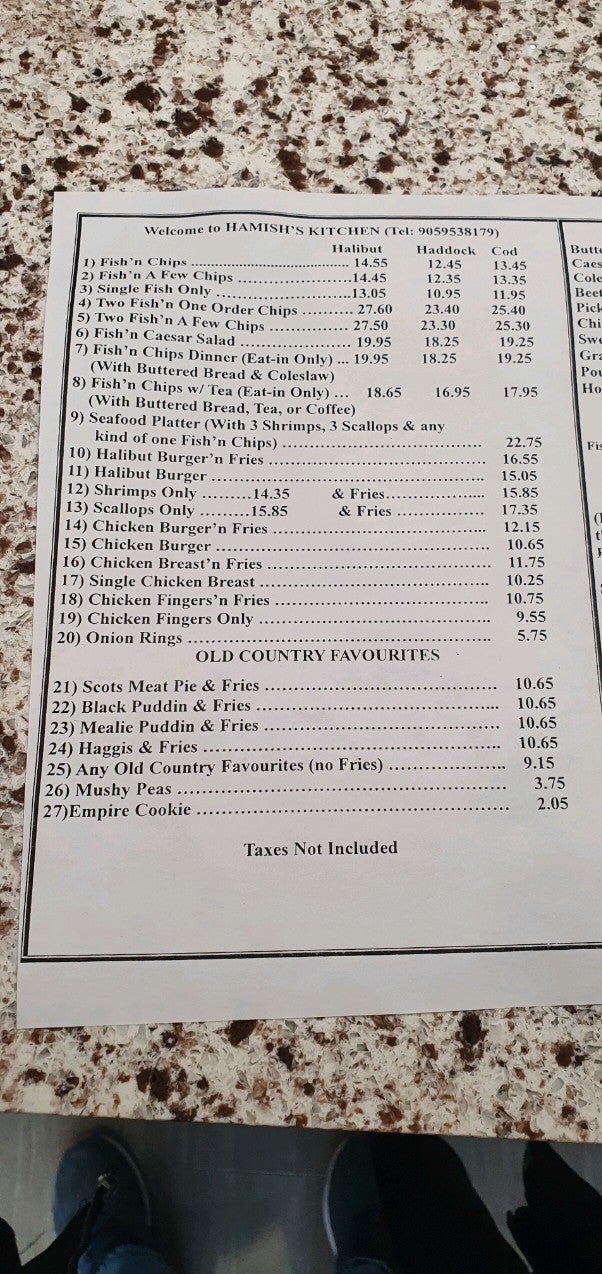 Welcome to HAMISH'S KITCHEN (Tel: 9059538179)
Halibut Haddock Cod
1) Fish'n Chips ........................................ 14.55 12.45 13.45
2) Fish'n A Few Chips ........................14.45 12.35 13.35
3) Single Fish Only .............................13.05 10.95 11.95
4) Two Fish'n One Order Chips .......... 27.60 23.40 25.40
5) Two Fish'n A Few Chips ................. 27.50 23.30 25.30
6) Fish'n Caesar Salad ........................ 19.95 18.25 19.25
7) Fish'n Chips Dinner (Eat-in Only) ... 19.95 18.25 19.25
(With Buttered Bread & Coleslaw)
8) Fish'n Chips w/ Tea (Eat-in Only) ... 18.65 16.95 17.95
(With Buttered Bread, Tea, or Coffee)
9) Seafood Platter (With 3 Shrimps, 3 Scallops & any
kind of one Fish'n Chips) .......................................... 22.75
10) Halibut Burger'n Fries ............................................. 16.55
11) Halibut Burger ......................................................... 15.05
12) Shrimps Only .........14.35 & Fries..................... 15.85
13) Scallops Only .........15.85 & Fries .................. 17.35
14) Chicken Burger'n Fries ............................................ 12.15
15) Chicken Burger ........................................................ 10.65
16) Chicken Breast'n Fries ............................................. 11.75
17) Single Chicken Breast .............................................. 10.25
18) Chicken Fingers'n Fries ........................................... 10.75
19) Chicken Fingers Only ............................................... 9.55
20) Onion Rings .............................................................. 5.75
OLD COUNTRY FAVOURITES
21) Scots Meat Pie & Fries .............................................. 10.65
22) Black Puddin & Fries ................................................ 10.65
23) Mealie Puddin & Fries .............................................. 10.65
24) Haggis & Fries ........................................................... 10.65
25) Any Old Country Favourites (no Fries) ..................... 9.15
26) Mushy Peas ................................................................. 3.75
27)Empire Cookie .............................................................. 2.05
Taxes Not Included